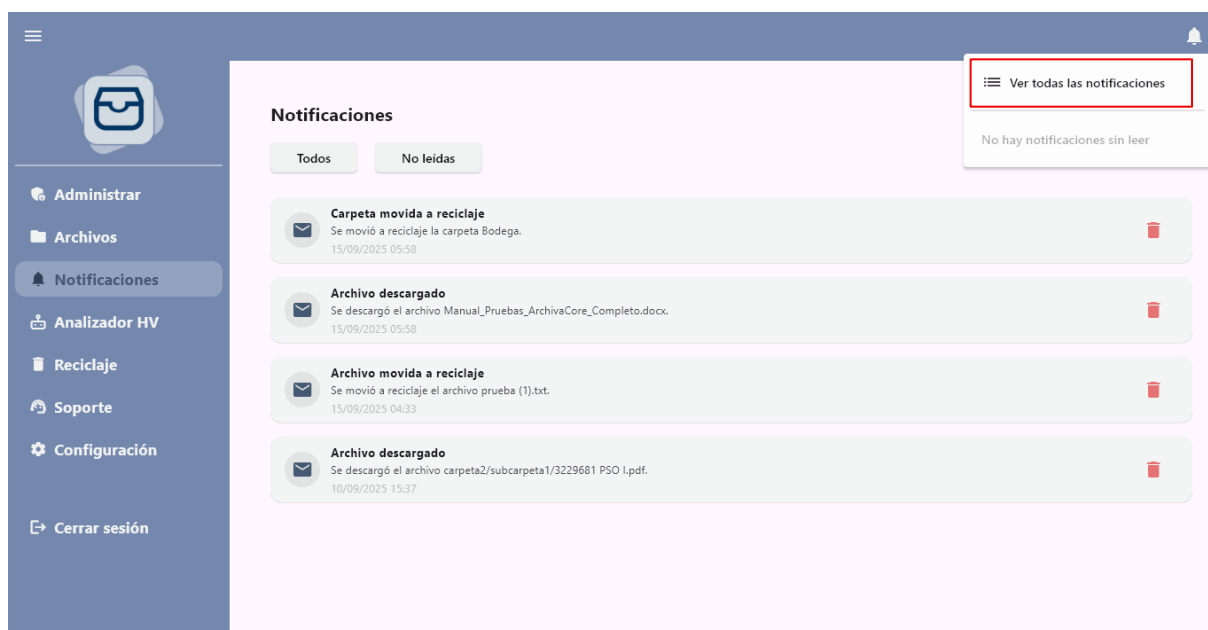 Ver todas las notificaciones
No hay notificaciones sin leer
Administrar
Archivos
Notificaciones
Analizador HV
Reciclaje
Soporte
Configuración
Cerrar sesión
Notificaciones
Todos
No leídas
Carpeta movida a reciclaje
Se movió a reciclaje la carpeta Bodega.
15/09/2025 05:58
Archivo descargado
Se descargó el archivo Manual_Pruebas_ArchivaCore_Completo.docx.
15/09/2025 05:58
Archivo movida a reciclaje
Se movió a reciclaje el archivo prueba (1).txt.
15/09/2025 04:33
Archivo descargado
Se descargó el archivo carpeta2/subcarpeta1/3229681 PSO I.pdf.
10/09/2025 15:37